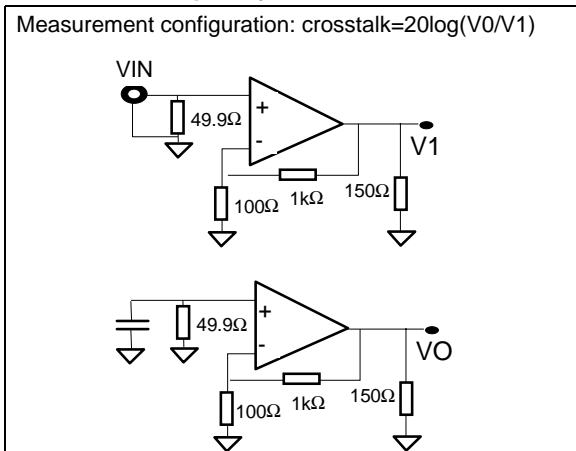 Measurement configuration: crosstalk=20log(V0/V1)
VIN
+
49.9Ω
-
V1
100Ω
1kΩ
150Ω
+
49.9Ω
-
VO
100Ω
1kΩ
150Ω